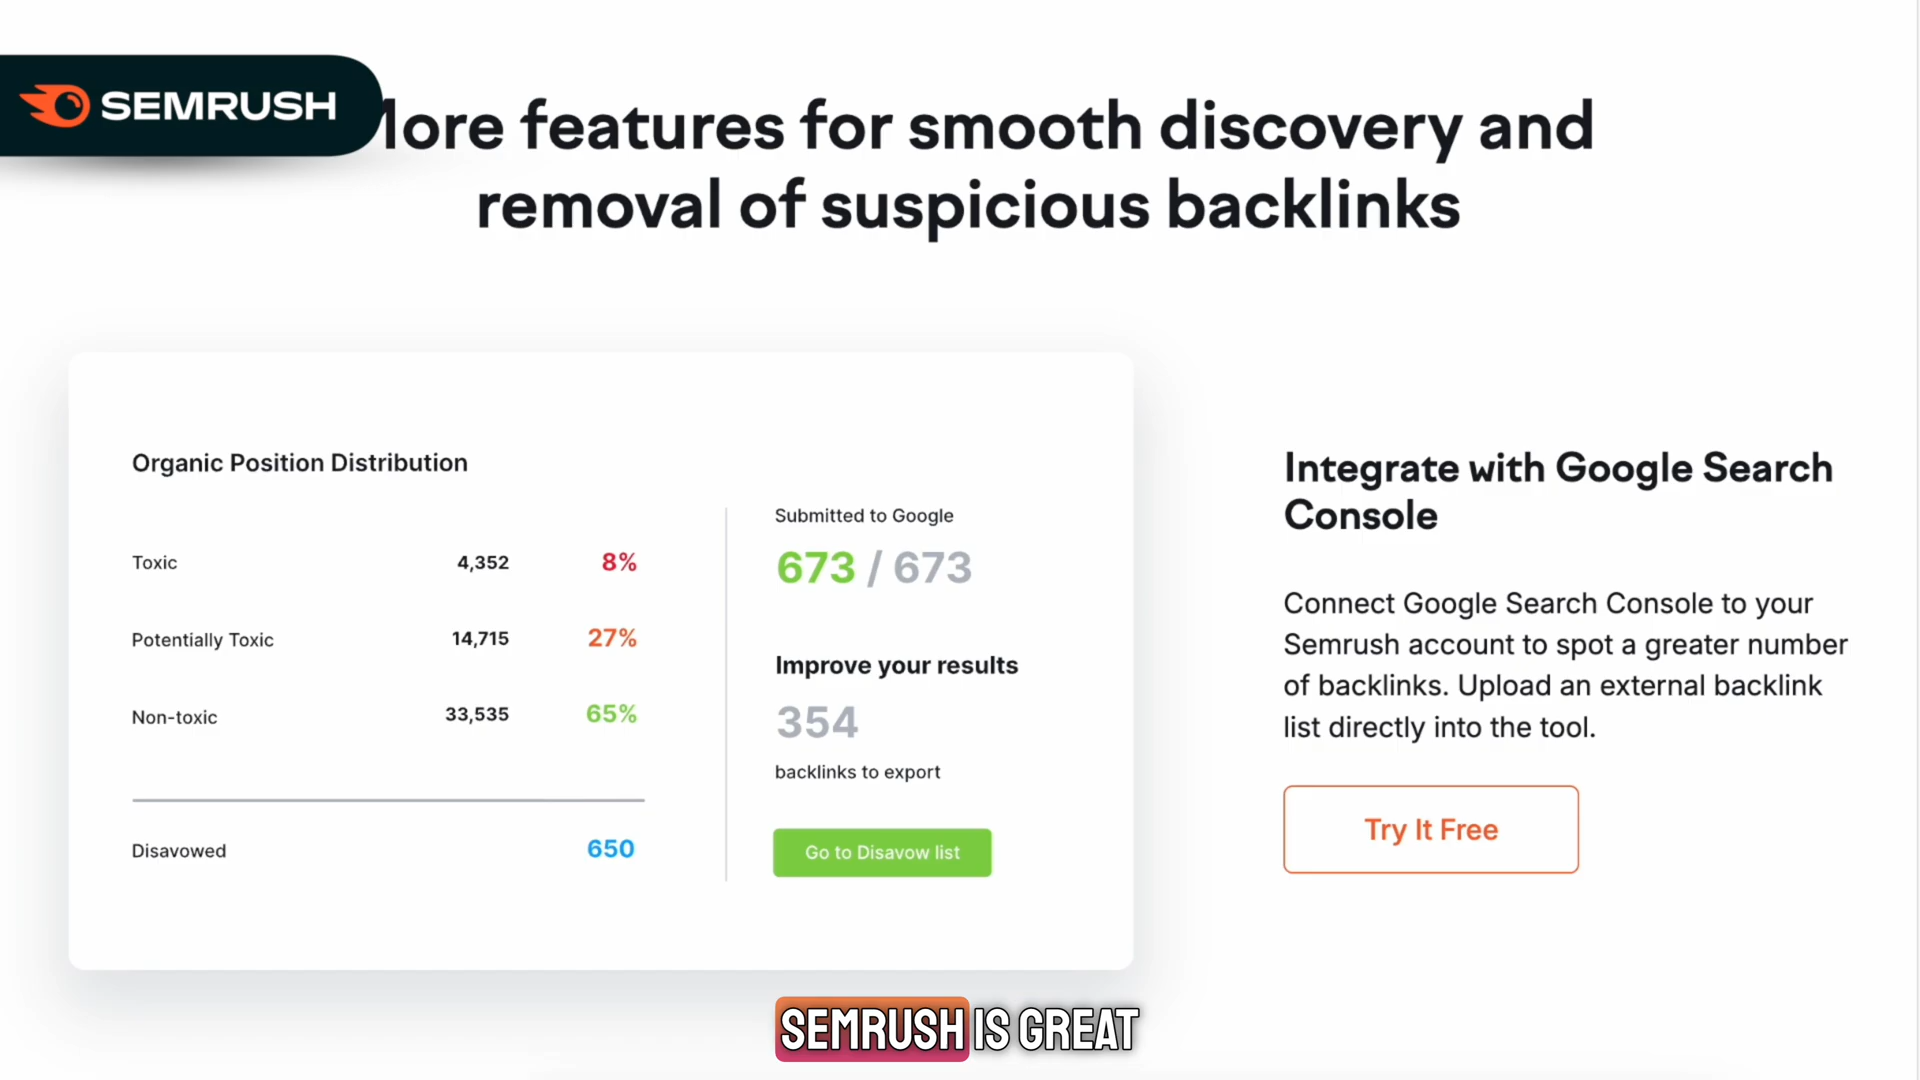 SEMRUSH
More features for smooth discovery and
removal of suspicious backlinks
Organic Position Distribution
Toxic 4,352 8%
Potentially Toxic 14,715 27%
Non-toxic 33,535 65%
Disavowed 650
Submitted to Google
673 / 673
Improve your results
354
backlinks to export
Go to Disavow list
Integrate with Google Search
Console
Connect Google Search Console to your
Semrush account to spot a greater number
of backlinks. Upload an external backlink
list directly into the tool.
Try It Free
SEMRUSH IS GREAT